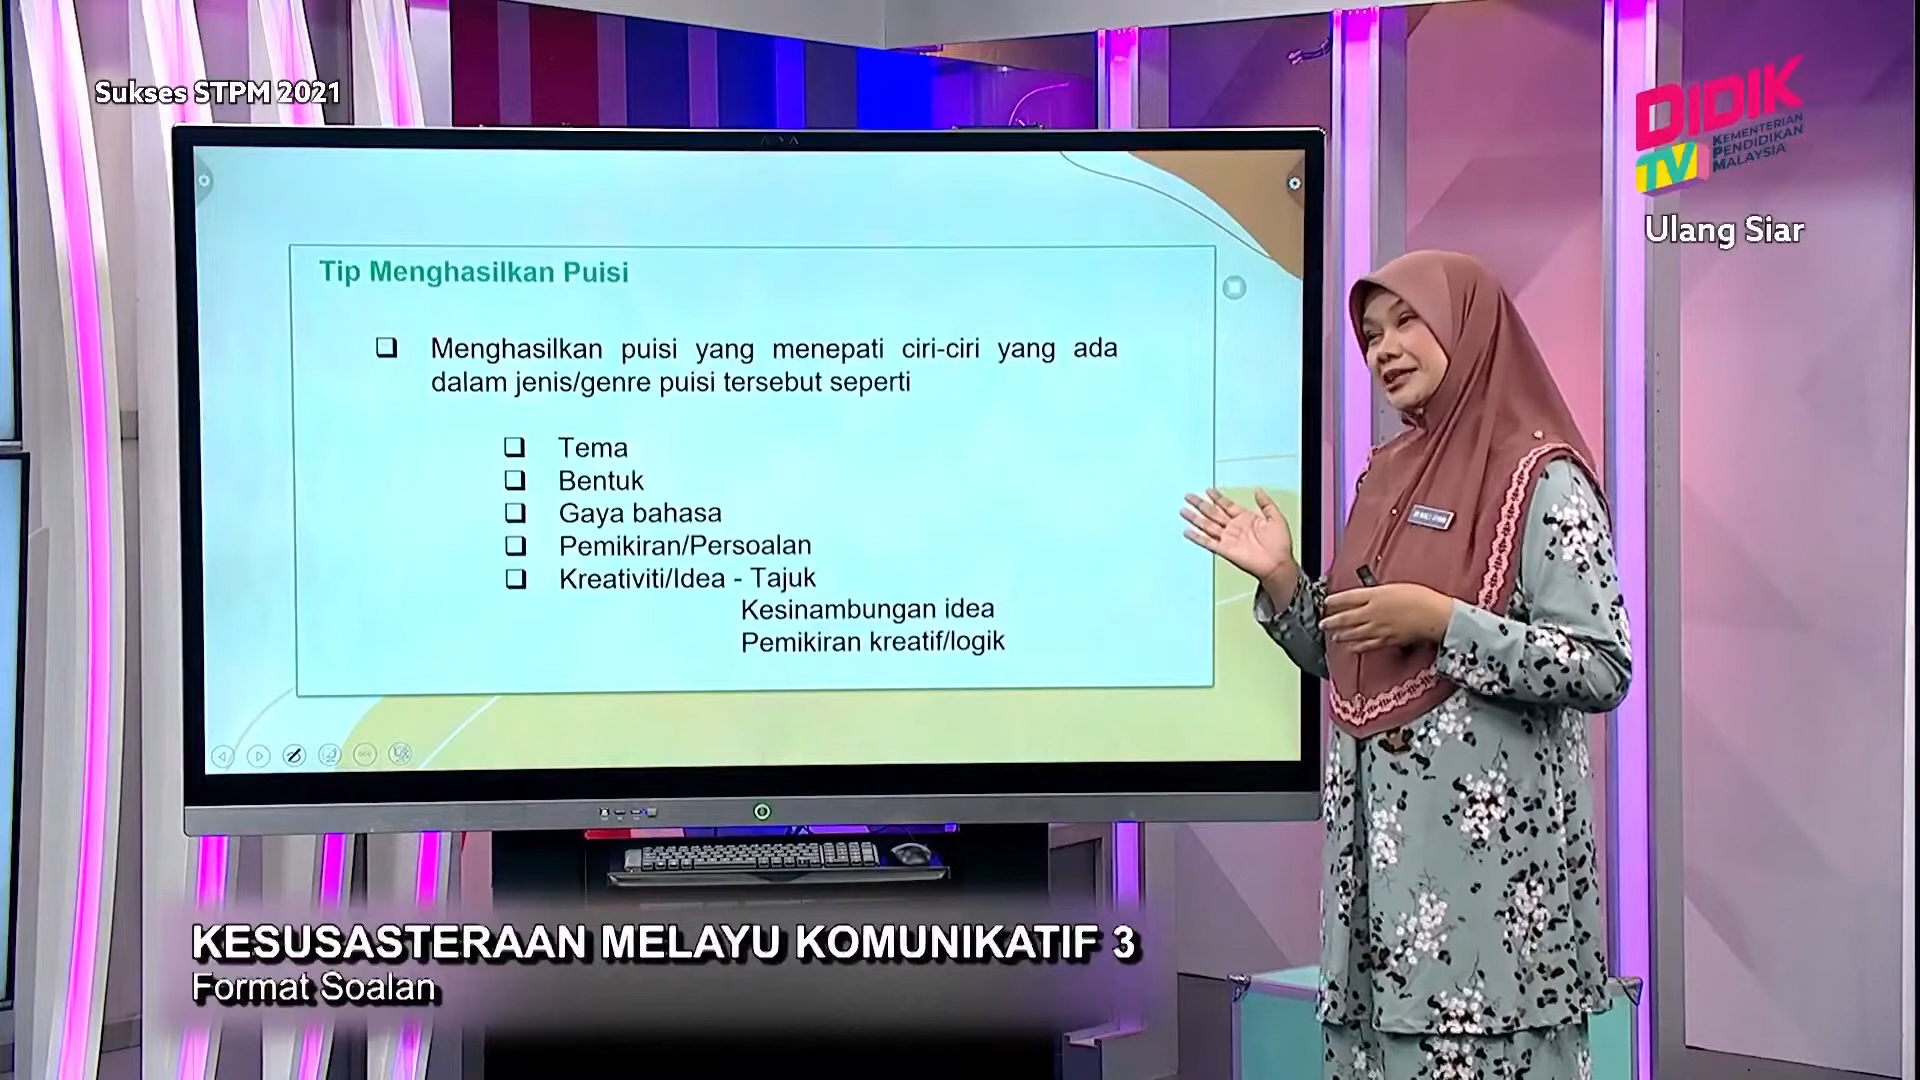 Sukses STPM 2021
DIDIK
TV
KEMENTERIAN
PENDIDIKAN
MALAYSIA
Ulang Siar
Tip Menghasilkan Puisi
Menghasilkan puisi yang menepati ciri-ciri yang ada
dalam jenis/genre puisi tersebut seperti
Tema
Bentuk
Gaya bahasa
Pemikiran/Persoalan
Kreativiti/Idea - Tajuk
Kesinambungan idea
Pemikiran kreatif/logik
KESUSASTERAAN MELAYU KOMUNIKATIF 3
Format Soalan